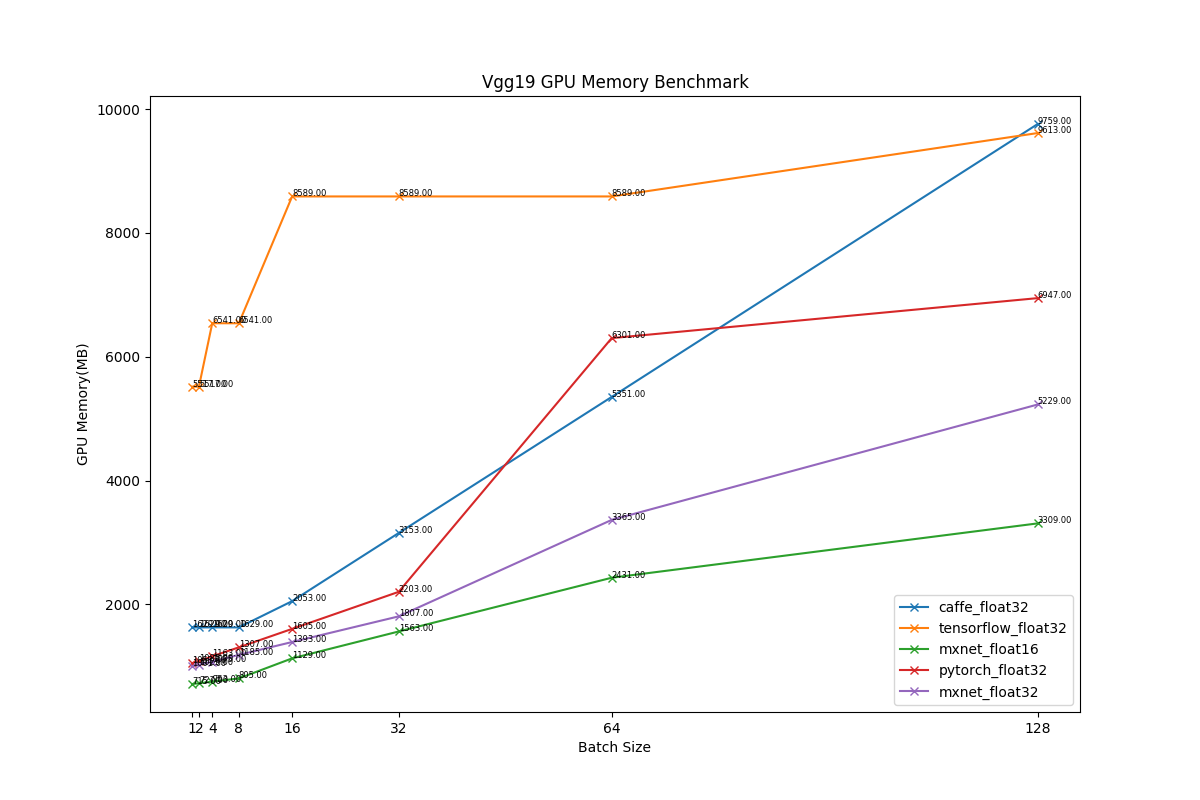 Vgg19 GPU Memory Benchmark
GPU Memory(MB)
10000
8000
6000
4000
2000
9759.00
9613.00
8589.00 8589.00 8589.00
6947.00
6541.00 6541.00
6301.00
5351.00
5229.00
3365.00
3309.00
3153.00
2431.00
2203.00
2053.00
1807.00
1629.00
1605.00
1563.00
1393.00
1307.00
1185.00
1129.00
805.00
1 2 4 8 16 32 64 128
Batch Size
caffe_float32
tensorflow_float32
mxnet_float16
pytorch_float32
mxnet_float32